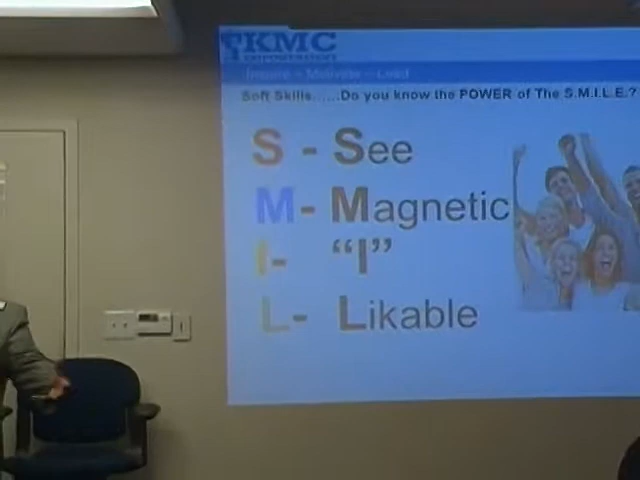 KMC
Inspire - Motivate - Lead
Soft Skills......Do you know the POWER of The S.M.I.L.E.?
S - See
M- Magnetic
I- “I”
L- Likable